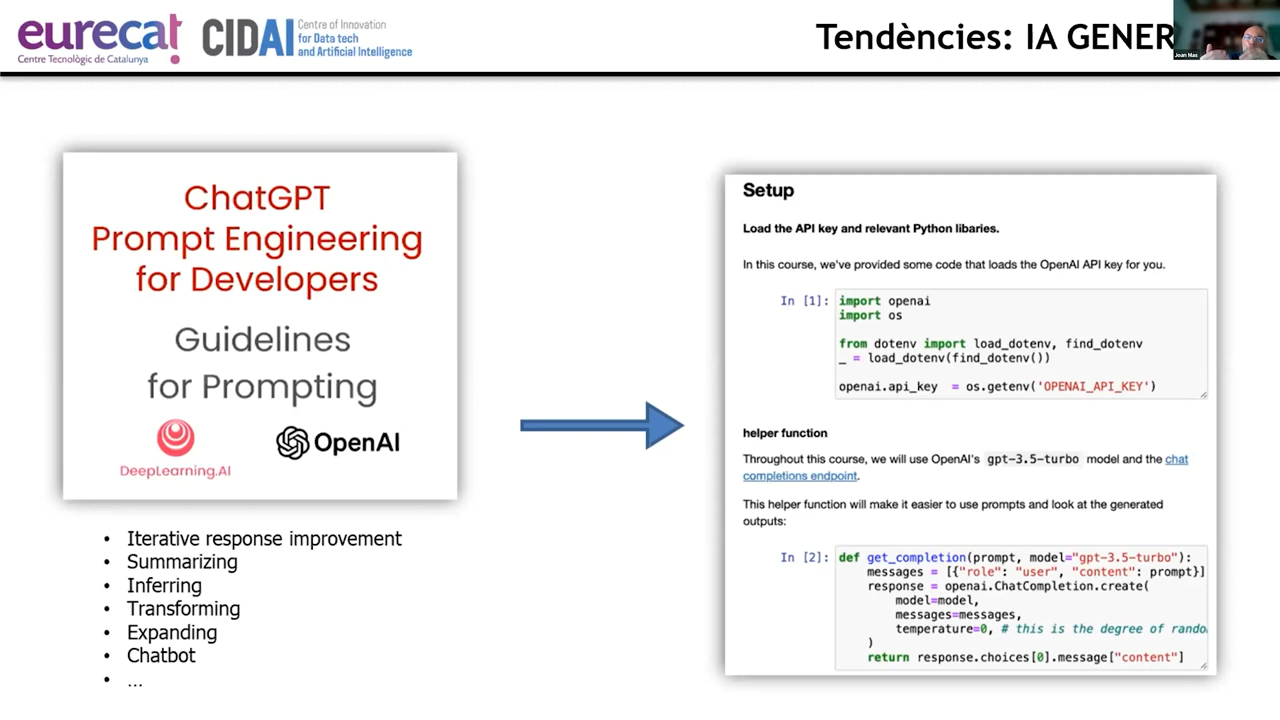 eurecat
Centre Tecnològic de Catalunya
CIDAI
Centre of Innovation
for Data tech
and Artificial Intelligence
Tendències: IA GENER
Joan Mas
ChatGPT
Prompt Engineering
for Developers
Guidelines
for Prompting
DeepLearning.AI
OpenAI
• Iterative response improvement
• Summarizing
• Inferring
• Transforming
• Expanding
• Chatbot
• ...
Setup
Load the API key and relevant Python libaries.
In this course, we've provided some code that loads the OpenAI API key for you.
In [1]: import openai
import os
from dotenv import load_dotenv, find_dotenv
_ = load_dotenv(find_dotenv())
openai.api_key  = os.getenv('OPENAI_API_KEY')
helper function
Throughout this course, we will use OpenAI's gpt-3.5-turbo model and the chat
completions endpoint.
This helper function will make it easier to use prompts and look at the generated
outputs:
In [2]: def get_completion(prompt, model="gpt-3.5-turbo"):
messages = [{"role": "user", "content": prompt}]
response = openai.ChatCompletion.create(
model=model,
messages=messages,
temperature=0, # this is the degree of rando
)
return response.choices[0].message["content"]